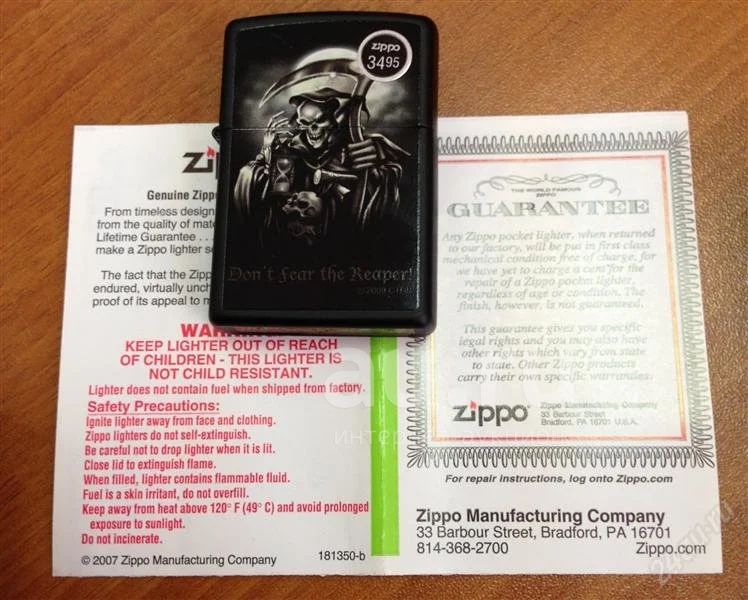 zippo
3495
Don't Fear the Reaper!
Zip
Genuine Zipp
From timeless design
from the quality of mate
Lifetime Guarantee . . .
make a Zippo lighter s
The fact that the Zipp
endured, virtually unch
proof of its appeal to m
WAR
KEEP LIGHTER OUT OF REACH
OF CHILDREN - THIS LIGHTER IS
NOT CHILD RESISTANT.
Lighter does not contain fuel when shipped from factory.
Safety Precautions:
Ignite lighter away from face and clothing.
Zippo lighters do not self-extinguish.
Be careful not to drop lighter when it is lit.
Close lid to extinguish flame.
When filled, lighter contains flammable fluid.
Fuel is a skin irritant, do not overfill.
Keep away from heat above 120° F (49° C) and avoid prolonged
exposure to sunlight.
Do not incinerate.
© 2007 Zippo Manufacturing Company 181350-b
THE WORLD FAMOUS
ZIPPO
GUARANTEE
Any Zippo pocket lighter, when returned
to our factory, will be put in first class
mechanical condition free of charge, for
we have yet to charge a cent for the
repair of a Zippo pocket lighter,
regardless of age or condition. The
finish, however, is not guaranteed.
This guarantee gives you specific
legal rights and you may also have
other rights which vary from state
to state. Other Zippo products
carry their own specific warranties.
zippo
Zippo Manufacturing Company
33 Barbour Street
Bradford, PA 16701 U.S.A.
For repair instructions, log onto Zippo.com
Zippo Manufacturing Company
33 Barbour Street, Bradford, PA 16701
814-368-2700 Zippo.com
24au.ru